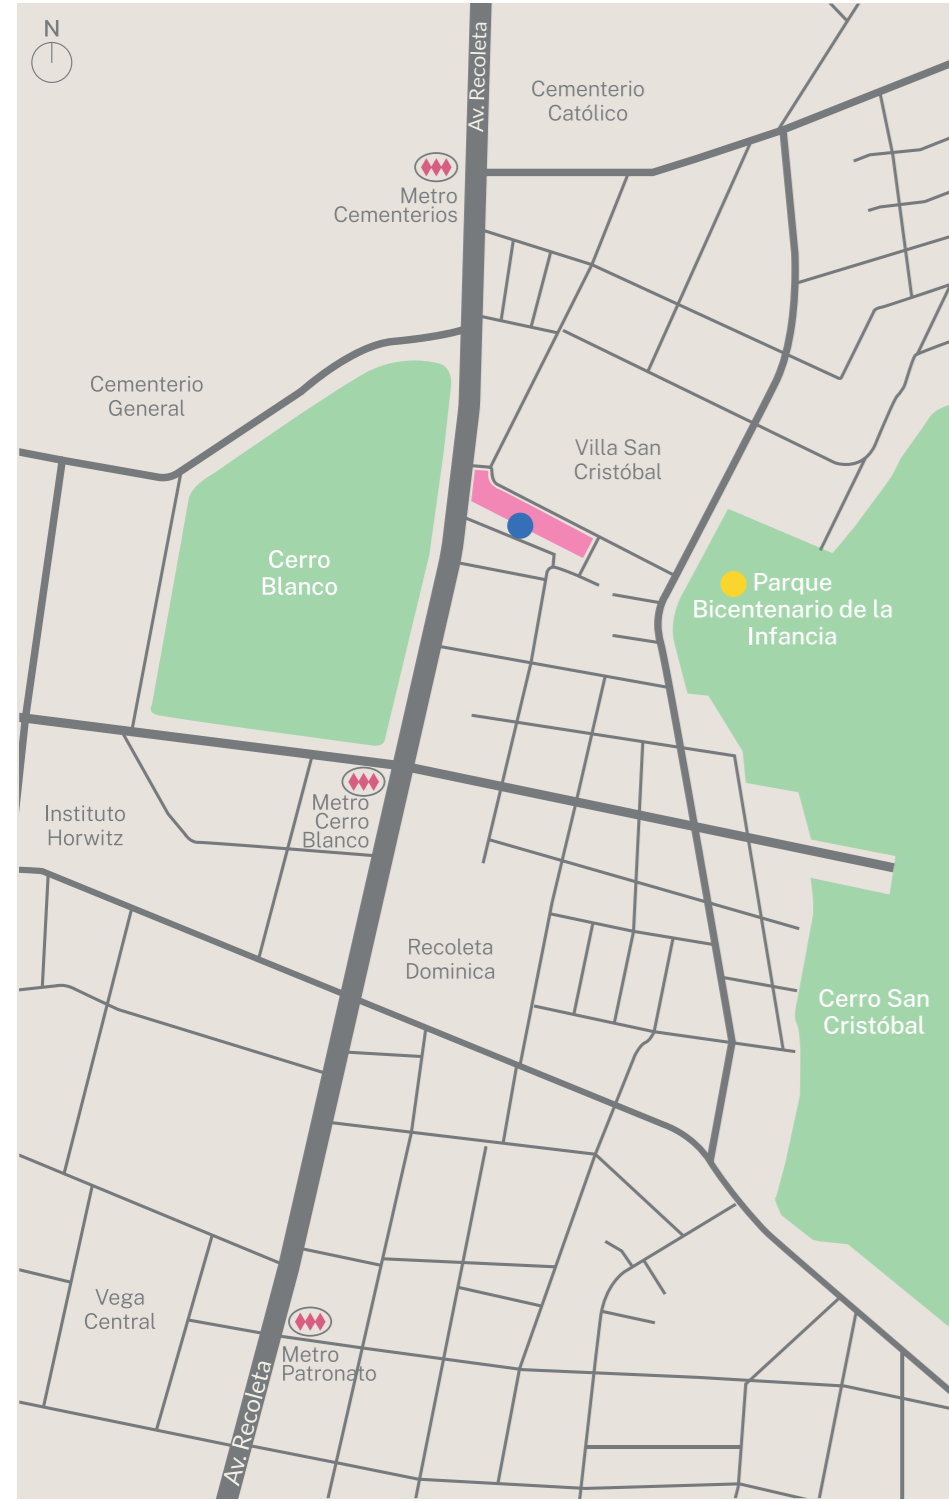 N
Av. Recoleta
Cementerio
Católico
Metro
Cementerios
Cementerio
General
Villa San
Cristóbal
Cerro
Blanco
Parque
Bicentenario de la
Infancia
Instituto
Horwitz
Metro
Cerro
Blanco
Recoleta
Dominica
Cerro San
Cristóbal
Vega
Central
Metro
Patronato
Av. Recoleta